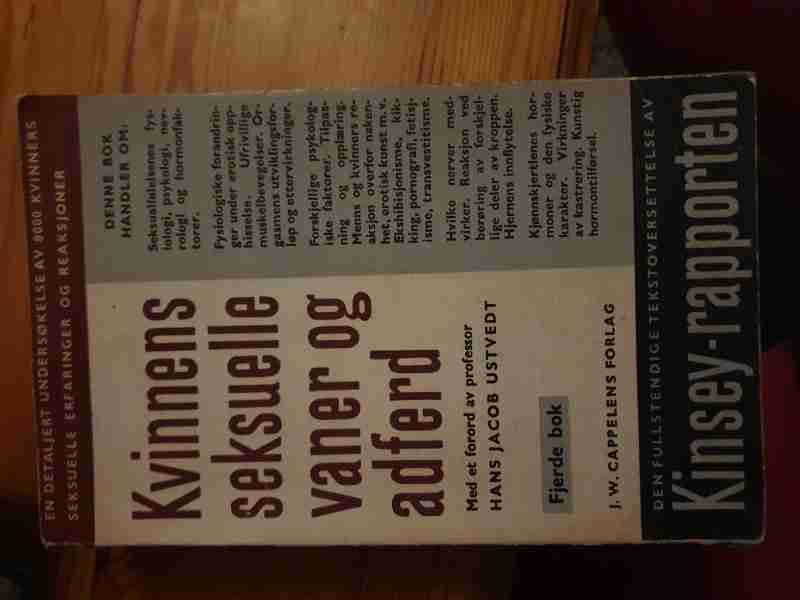 EN DETALJERT UNDERSØKELSE AV 8000 KVINNERS
SEKSUELLE ERFARINGER OG REAKSJONER
Kvinnens
seksuelle
vaner og
adferd
Med et forord av professor
HANS JACOB USTVEDT
Fjerde bok
J. W. CAPPELENS FORLAG
DENNE BOK
HANDLER OM:
Seksualfølelsenes fys-
iologi, psykologi, nev-
rologi og hormonfak-
torer.
Fysiologiske forandrin-
ger under erotisk opp-
hisselse. Ufrivillige
muskelbevegelser. Or-
gasmens utviklingsfor-
løp og ettervirkninger.
Forskjellige psykolog-
iske faktorer. Tilpas-
ning og opplæring.
Menns og kvinners re-
aksjon overfor naken-
het, erotisk kunst m. v.
Ekshibisjonisme, kik-
king, pornografi, fetisj-
isme, transvestitisme.
Hvilke nerver med-
virker. Reaksjon ved
berøring av forskjel-
lige deler av kroppen.
Hjernens innflytelse.
Kjønnskjertlenes hor-
moner og den fysiske
karakter. Virkninger
av kastrering. Kunstig
hormontilførsel.
DEN FULLSTENDIGE TEKSTOVERSETTELSE AV
Kinsey-rapporten